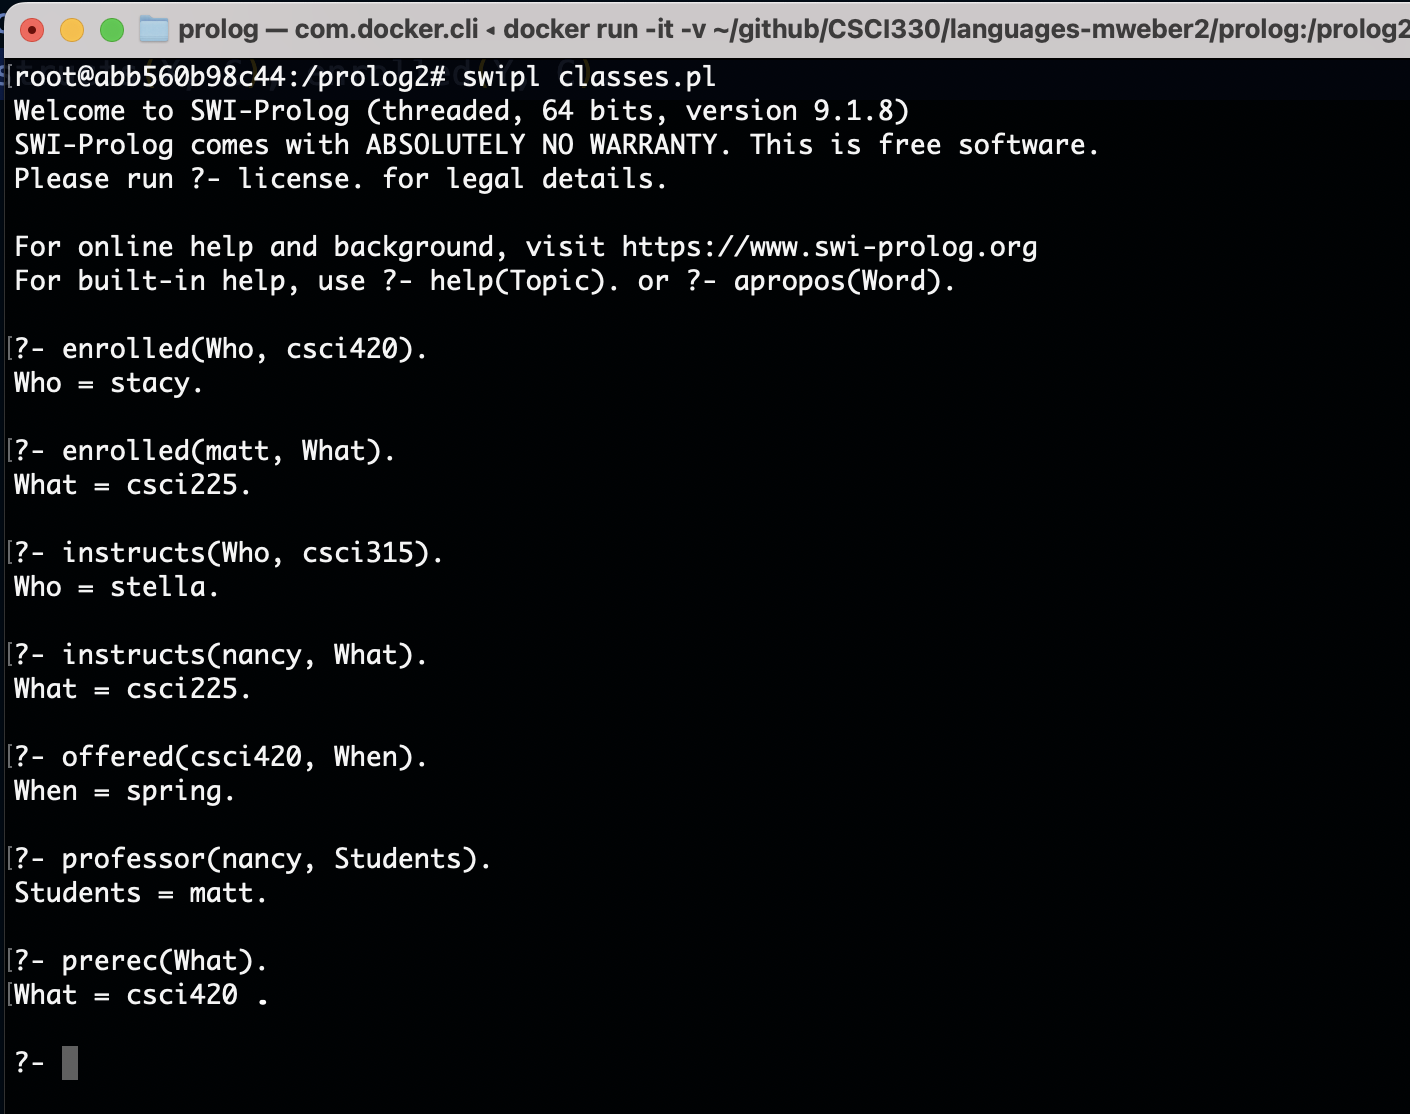 prolog — com.docker.cli ◂ docker run -it -v ~/github/CSCI330/languages-mweber2/prolog:/prolog2
root@abb560b98c44:/prolog2# swipl classes.pl
Welcome to SWI-Prolog (threaded, 64 bits, version 9.1.8)
SWI-Prolog comes with ABSOLUTELY NO WARRANTY. This is free software.
Please run ?- license. for legal details.
For online help and background, visit https://www.swi-prolog.org
For built-in help, use ?- help(Topic). or ?- apropos(Word).
?- enrolled(Who, csci420).
Who = stacy.
?- enrolled(matt, What).
What = csci225.
?- instructs(Who, csci315).
Who = stella.
?- instructs(nancy, What).
What = csci225.
?- offered(csci420, When).
When = spring.
?- professor(nancy, Students).
Students = matt.
?- prerec(What).
What = csci420 .
?-